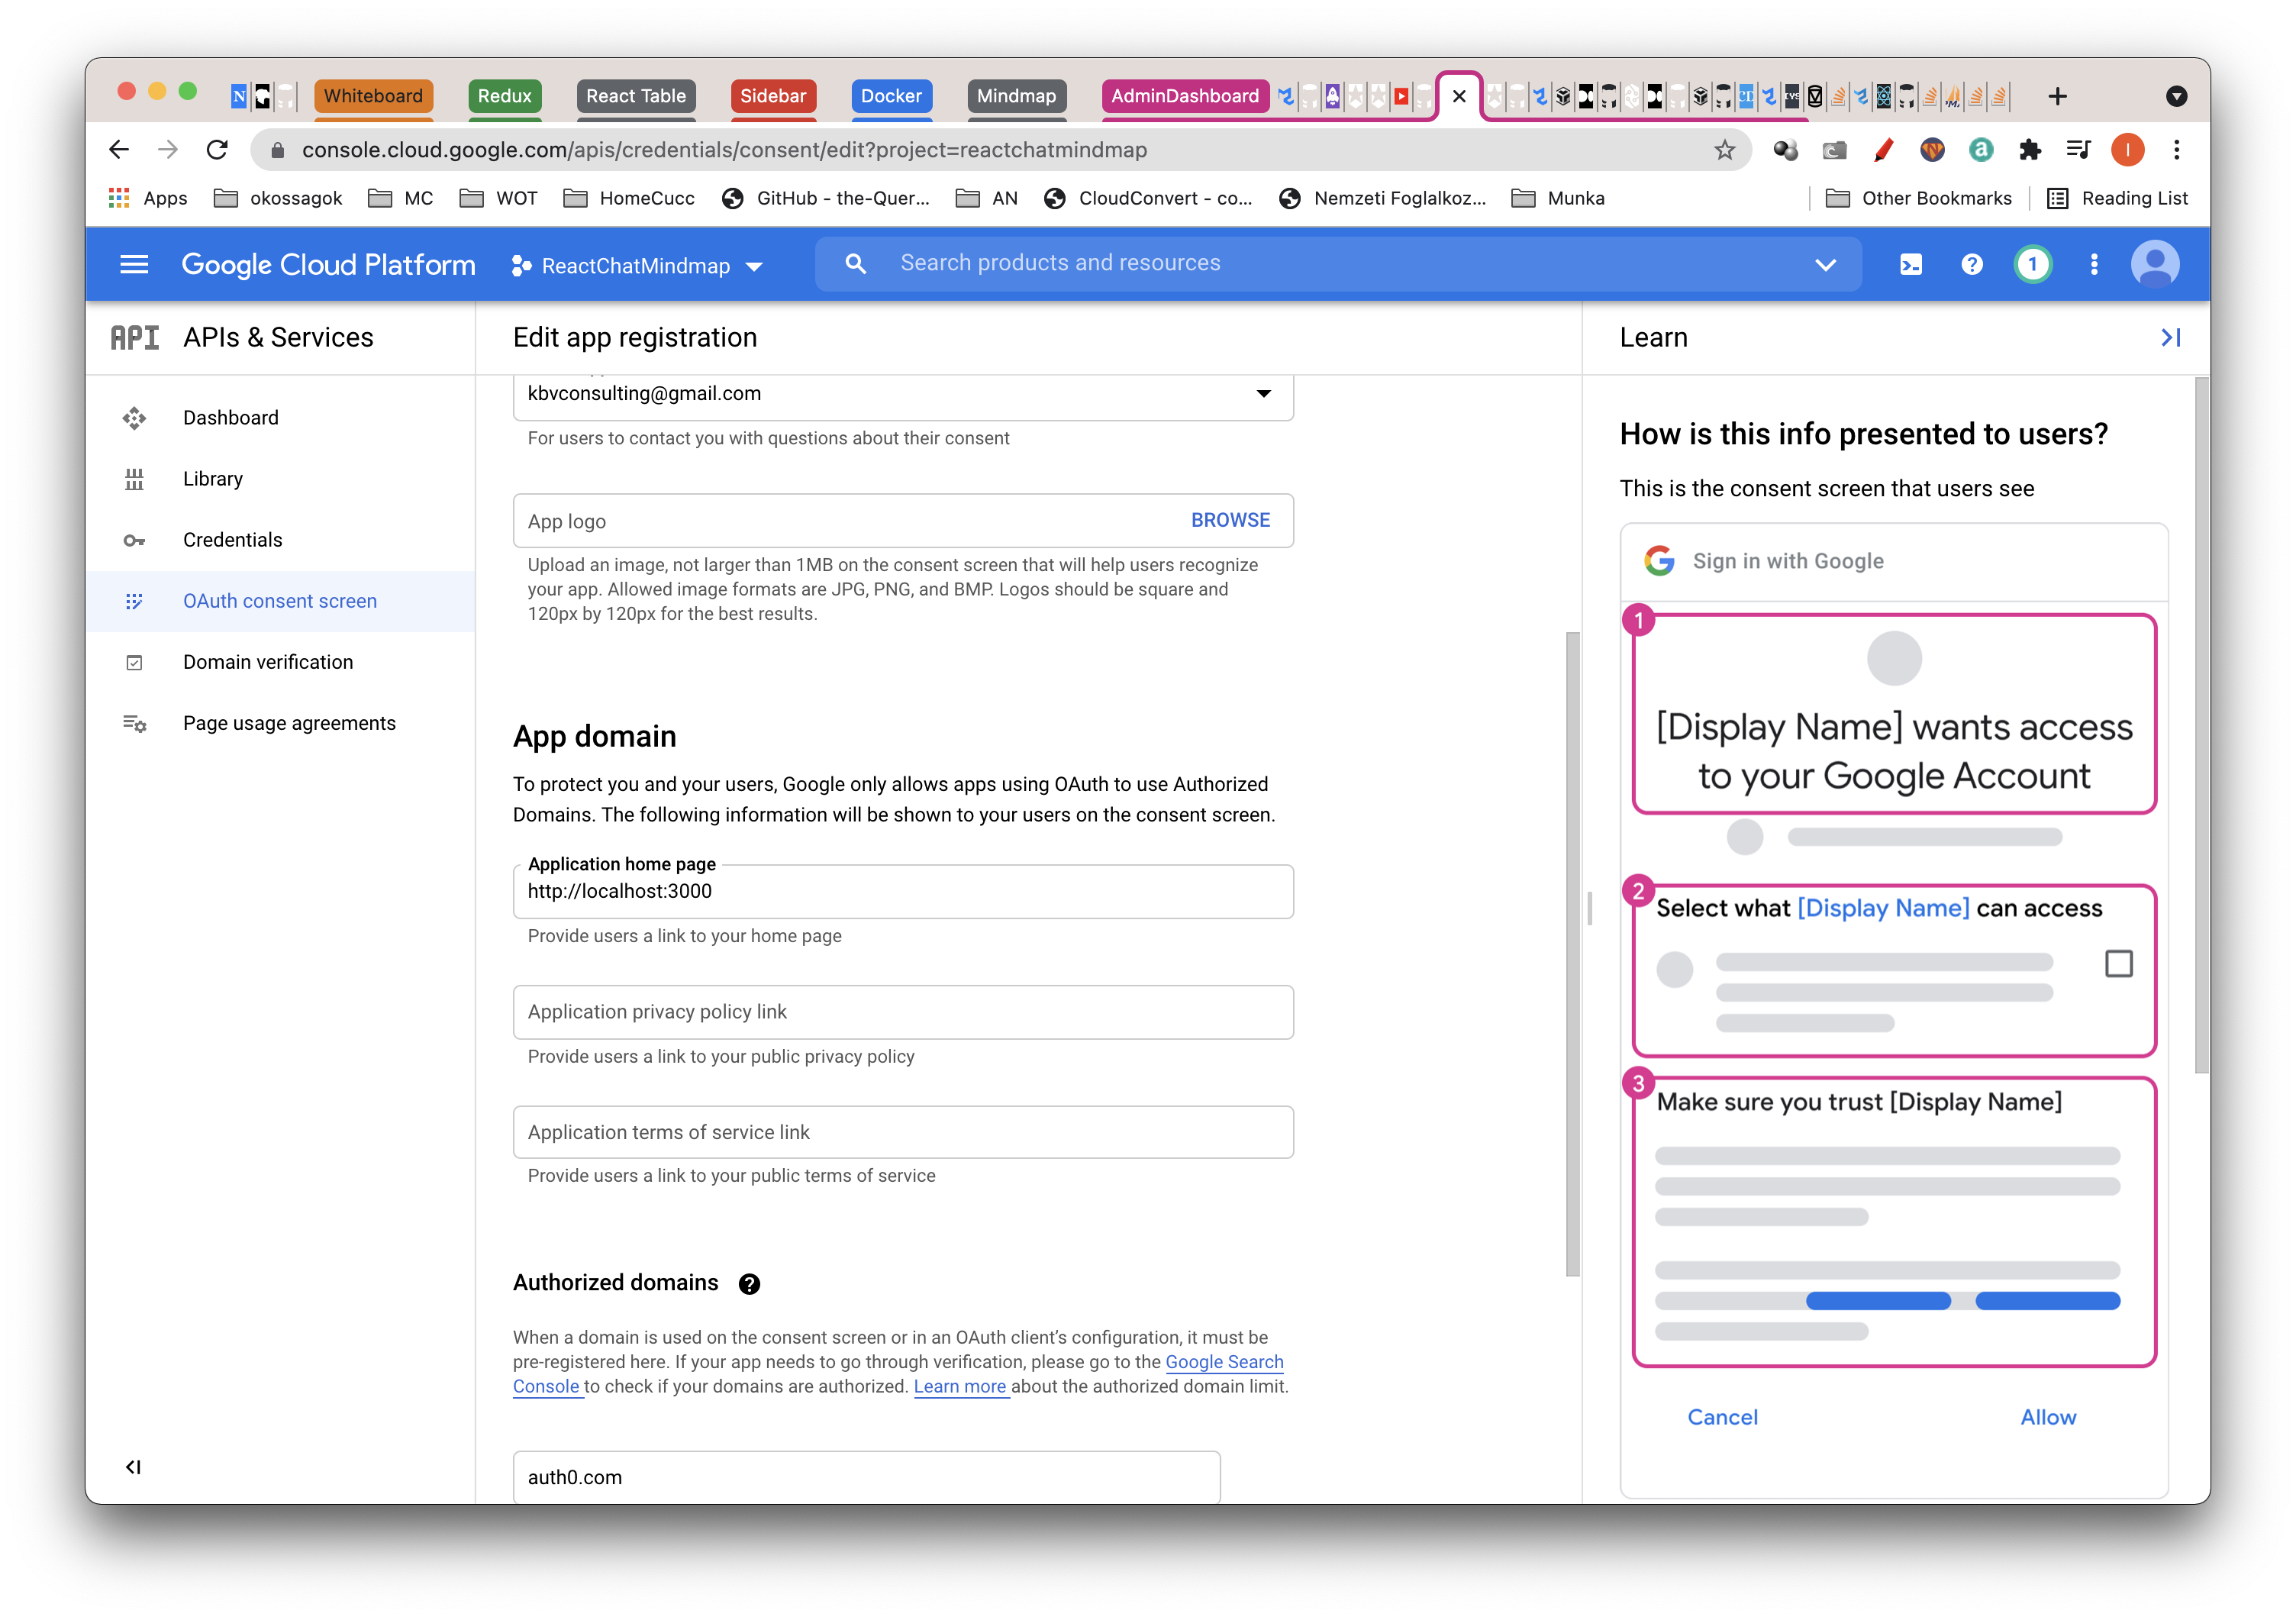 Whiteboard
Redux
React Table
Sidebar
Docker
Mindmap
AdminDashboard
console.cloud.google.com/apis/credentials/consent/edit?project=reactchatmindmap
Apps
okossagok
MC
WOT
HomeCucc
GitHub - the-Quer...
AN
CloudConvert - co...
Nemzeti Foglalkoz...
Munka
Other Bookmarks
Reading List
Google Cloud Platform
ReactChatMindmap
Search products and resources
1
API
APIs & Services
Dashboard
Library
Credentials
OAuth consent screen
Domain verification
Page usage agreements
Edit app registration
kbvconsulting@gmail.com
For users to contact you with questions about their consent
App logo
BROWSE
Upload an image, not larger than 1MB on the consent screen that will help users recognize
your app. Allowed image formats are JPG, PNG, and BMP. Logos should be square and
120px by 120px for the best results.
App domain
To protect you and your users, Google only allows apps using OAuth to use Authorized
Domains. The following information will be shown to your users on the consent screen.
Application home page
http://localhost:3000
Provide users a link to your home page
Application privacy policy link
Provide users a link to your public privacy policy
Application terms of service link
Provide users a link to your public terms of service
Authorized domains
When a domain is used on the consent screen or in an OAuth client's configuration, it must be
pre-registered here. If your app needs to go through verification, please go to the Google Search
Console to check if your domains are authorized. Learn more about the authorized domain limit.
auth0.com
Learn
How is this info presented to users?
This is the consent screen that users see
Sign in with Google
1
[Display Name] wants access
to your Google Account
2
Select what [Display Name] can access
3
Make sure you trust [Display Name]
Cancel
Allow